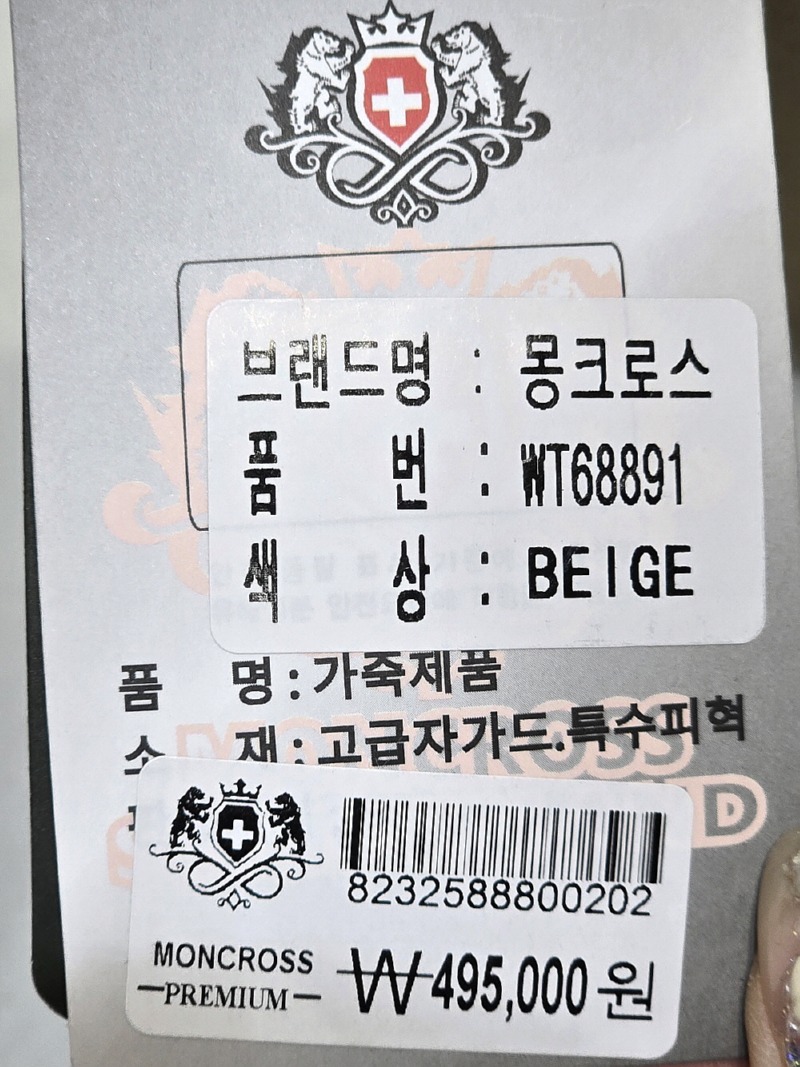 브랜드명 : 몽크로스
품 번 : WT68891
색 상 : BEIGE
품 명 : 가죽제품
소 재 : 고급자가드.특수피혁
D
8232588800202
MONCROSS
PREMIUM
₩495,000원